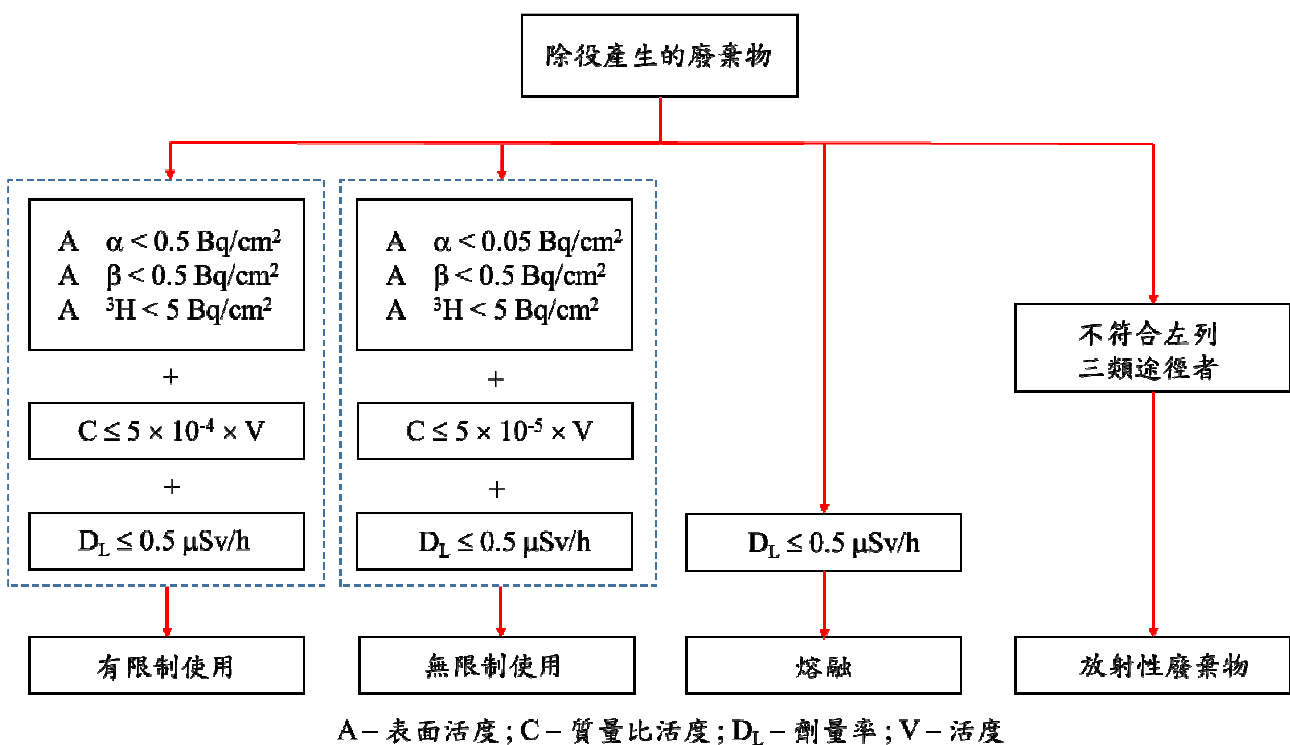 除役產生的廢棄物
A α < 0.5 Bq/cm²
A β < 0.5 Bq/cm²
A ³H < 5 Bq/cm²
+
C ≤ 5 × 10⁻⁴ × V
+
D_L ≤ 0.5 μSv/h
有限制使用
A α < 0.05 Bq/cm²
A β < 0.5 Bq/cm²
A ³H < 5 Bq/cm²
+
C ≤ 5 × 10⁻⁵ × V
+
D_L ≤ 0.5 μSv/h
無限制使用
D_L ≤ 0.5 μSv/h
熔融
不符合左列
三類途徑者
放射性廢棄物
A – 表面活度 ; C – 質量比活度 ; D_L – 劑量率 ; V – 活度